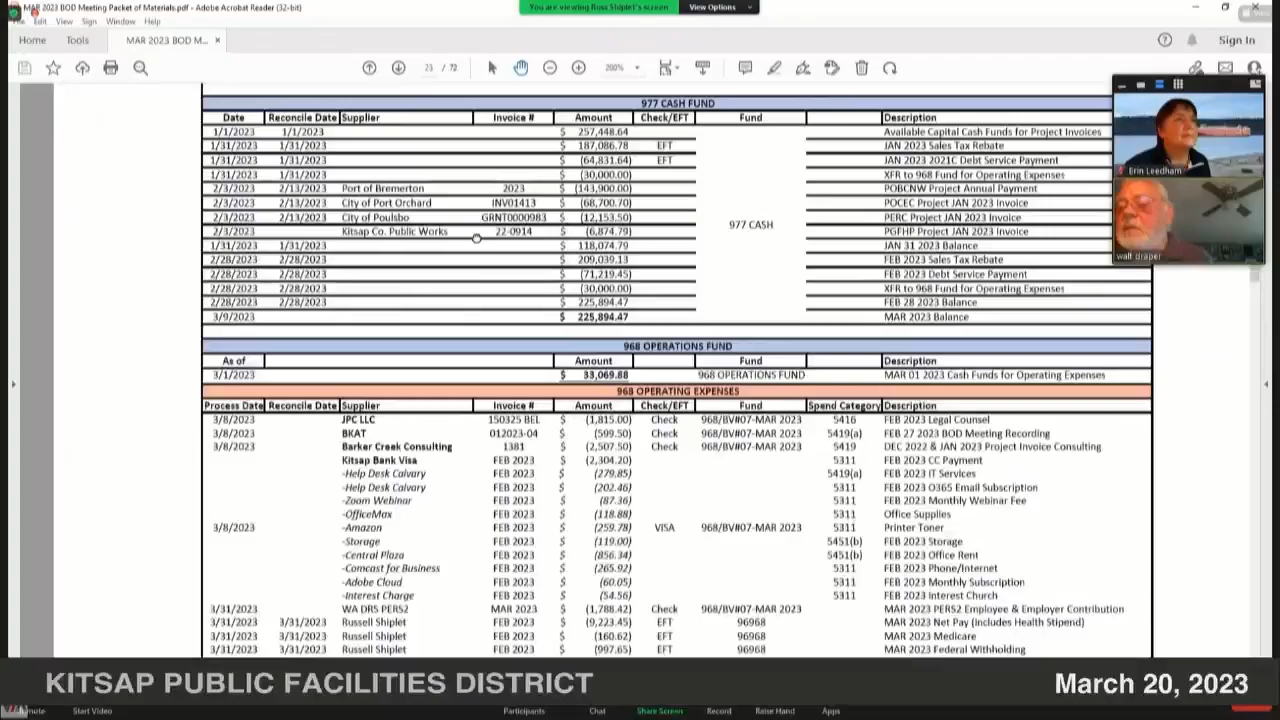 MAR 2023 BOD Meeting Packet of Materials.pdf - Adobe Acrobat Reader (32-bit)
You are viewing Russ Shiplet's screen View Options
Edit View Sign Window Help
Home Tools MAR 2023 BOD M... × Sign In
23 / 72 200%
977 CASH FUND
Date Reconcile Date Supplier Invoice # Amount Check/EFT Fund Description
1/1/2023 1/1/2023 $ 257,448.64 Available Capital Cash Funds for Project Invoices
1/31/2023 1/31/2023 $ 187,086.78 EFT JAN 2023 Sales Tax Rebate
1/31/2023 1/31/2023 $ (64,831.64) EFT JAN 2023 2021C Debt Service Payment
1/31/2023 1/31/2023 $ (30,000.00) XFR to 968 Fund for Operating Expenses
2/3/2023 2/13/2023 Port of Bremerton 2023 $ (143,900.00) POBCNW Project Annual Payment
2/3/2023 2/13/2023 City of Port Orchard INV01413 $ (68,700.70) POCEC Project JAN 2023 Invoice
2/3/2023 2/13/2023 City of Poulsbo GRNT0000983 $ (12,153.50) PERC Project JAN 2023 Invoice
977 CASH
2/3/2023 Kitsap Co. Public Works 22-0914 $ (6,874.79) PGFHP Project JAN 2023 Invoice
1/31/2023 1/31/2023 $ 118,074.79 JAN 31 2023 Balance
2/28/2023 2/28/2023 $ 209,039.13 FEB 2023 Sales Tax Rebate
2/28/2023 2/28/2023 $ (71,219.45) FEB 2023 Debt Service Payment
2/28/2023 2/28/2023 $ (30,000.00) XFR to 968 Fund for Operating Expenses
2/28/2023 2/28/2023 $ 225,894.47 FEB 28 2023 Balance
3/9/2023 $ 225,894.47 MAR 2023 Balance
968 OPERATIONS FUND
As of Amount Fund Description
3/1/2023 $ 33,069.88 968 OPERATIONS FUND MAR 01 2023 Cash Funds for Operating Expenses
968 OPERATING EXPENSES
Process Date Reconcile Date Supplier Invoice # Amount Check/EFT Fund Spend Category Description
3/8/2023 JPC LLC 150325 BEL $ (1,815.00) Check 968/BV#07-MAR 2023 5416 FEB 2023 Legal Counsel
3/8/2023 BKAT 012023-04 $ (599.50) Check 968/BV#07-MAR 2023 5419(a) FEB 27 2023 BOD Meeting Recording
3/8/2023 Barker Creek Consulting 1381 $ (2,507.50) Check 968/BV#07-MAR 2023 5419 DEC 2022 & JAN 2023 Project Invoice Consulting
Kitsap Bank Visa FEB 2023 $ (2,304.20) 5311 FEB 2023 CC Payment
-Help Desk Calvary FEB 2023 $ (279.85) 5419(a) FEB 2023 IT Services
-Help Desk Calvary FEB 2023 $ (202.46) 5311 FEB 2023 O365 Email Subscription
-Zoom Webinar FEB 2023 $ (87.36) 5311 FEB 2023 Monthly Webinar Fee
-OfficeMax FEB 2023 $ (118.88) 5311 Office Supplies
3/8/2023 -Amazon FEB 2023 $ (259.78) VISA 968/BV#07-MAR 2023 5311 Printer Toner
-Storage FEB 2023 $ (119.00) 5451(b) FEB 2023 Storage
-Central Plaza FEB 2023 $ (856.34) 5451(b) FEB 2023 Office Rent
-Comcast for Business FEB 2023 $ (265.92) 5311 FEB 2023 Phone/Internet
-Adobe Cloud FEB 2023 $ (60.05) 5311 FEB 2023 Monthly Subscription
-Interest Charge FEB 2023 $ (54.56) 5311 FEB 2023 Interest Church
3/31/2023 WA DRS PERS2 MAR 2023 $ (1,788.42) Check 968/BV#07-MAR 2023 MAR 2023 PERS2 Employee & Employer Contribution
3/31/2023 3/31/2023 Russell Shiplet $ (9,223.45) EFT 96968 MAR 2023 Net Pay (Includes Health Stipend)
3/31/2023 3/31/2023 Russell Shiplet $ (160.62) EFT 96968 MAR 2023 Medicare
3/31/2023 3/31/2023 Russell Shiplet $ (997.65) EFT 96968 MAR 2023 Federal Withholding
Erin Leedham
walt draper
KITSAP PUBLIC FACILITIES DISTRICT March 20, 2023
Start Video Participants Chat Share Screen Record Raise Hand Apps